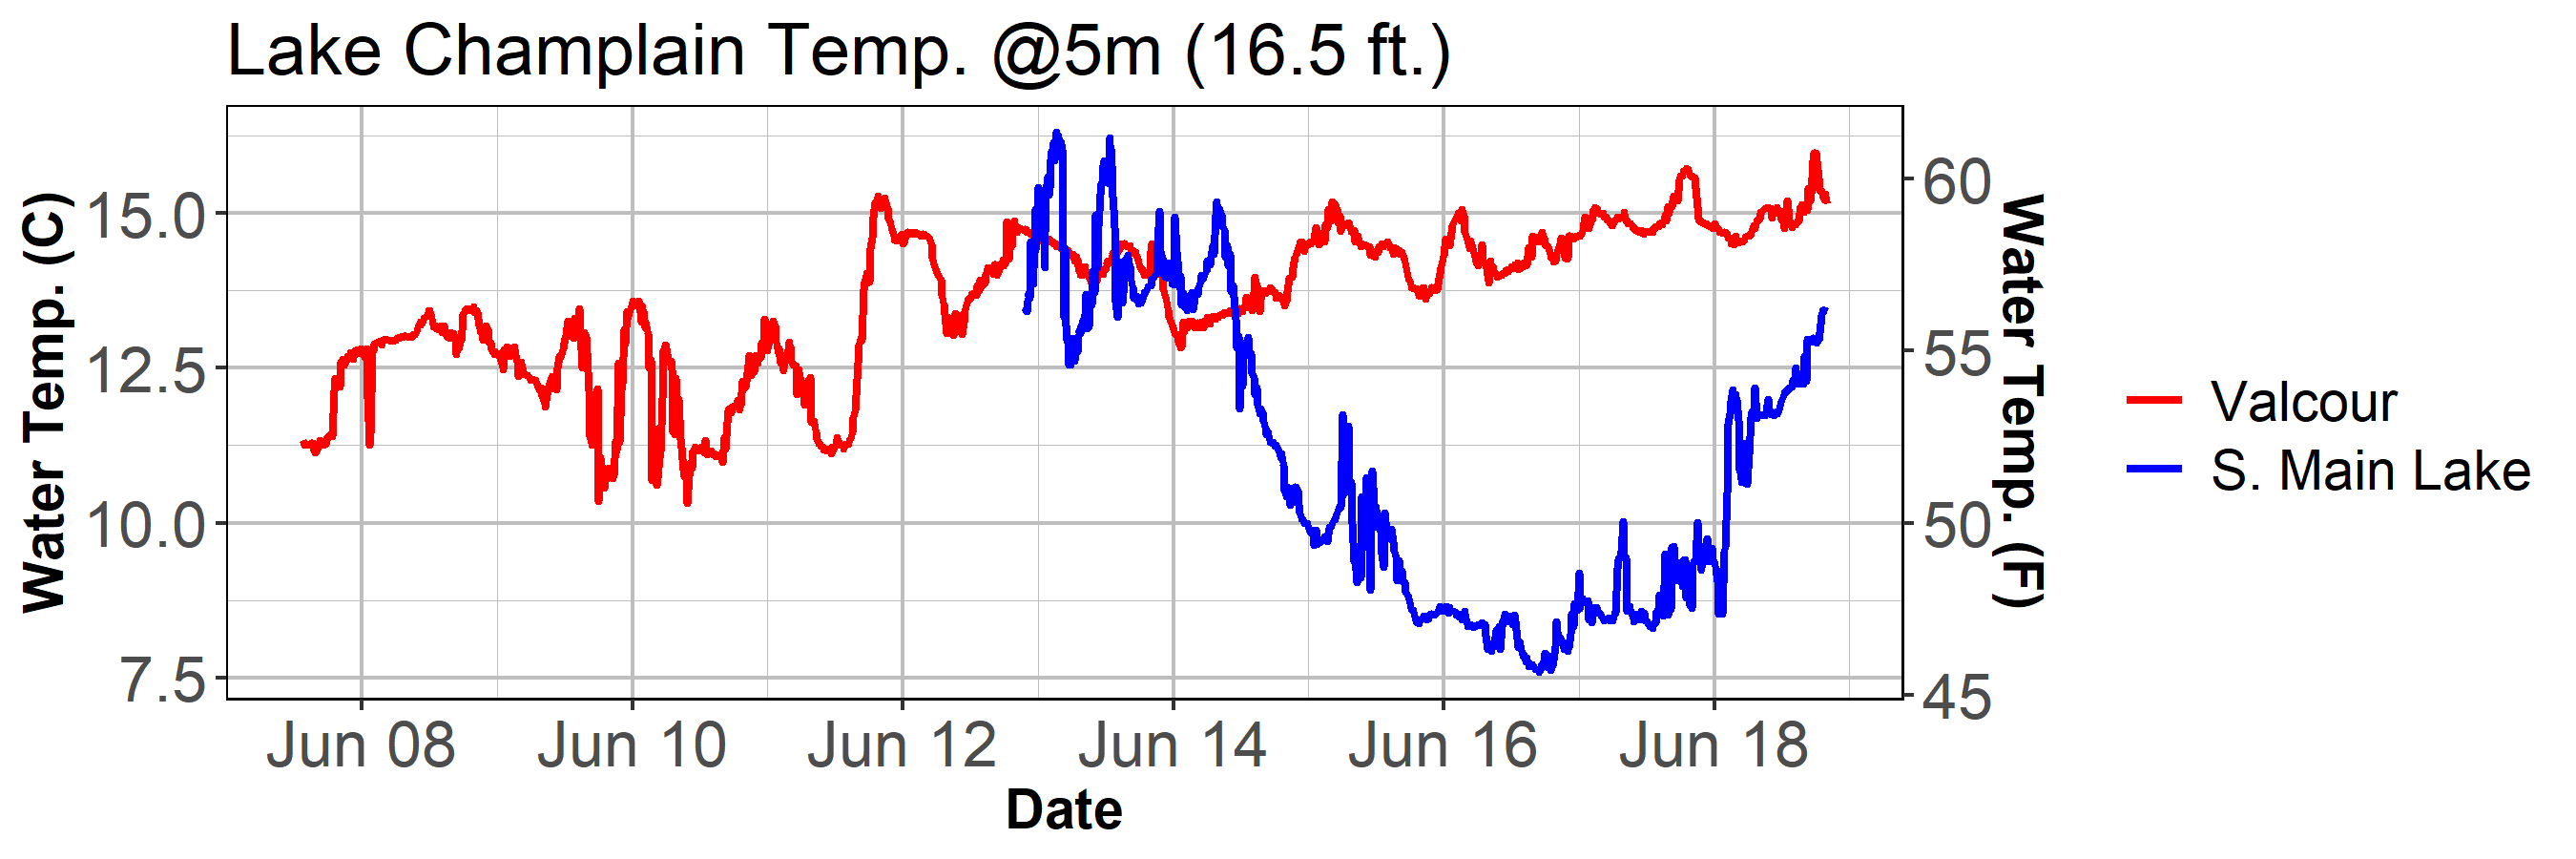 Lake Champlain Temp. @5m (16.5 ft.)
Water Temp. (C)
15.0
12.5
10.0
7.5
60
55
50
45
Water Temp. (F)
Jun 08 Jun 10 Jun 12 Jun 14 Jun 16 Jun 18
Date
Valcour
S. Main Lake